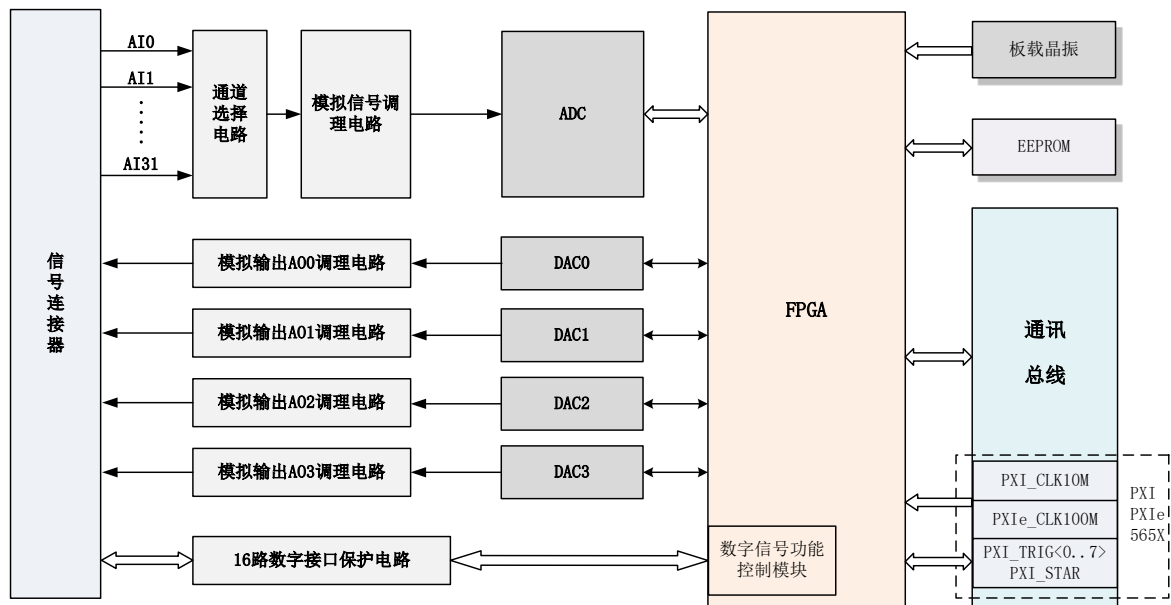 信
号
连
接
器
AI0
AI1
AI31
通道
选择
电路
模拟信号调
理电路
ADC
模拟输出AO0调理电路
DAC0
模拟输出AO1调理电路
DAC1
模拟输出AO2调理电路
DAC2
模拟输出AO3调理电路
DAC3
16路数字接口保护电路
FPGA
数字信号功能
控制模块
板载晶振
EEPROM
通讯
总线
PXI_CLK10M
PXIe_CLK100M
PXI_TRIG<0..7>
PXI_STAR
PXI
PXIe
565X